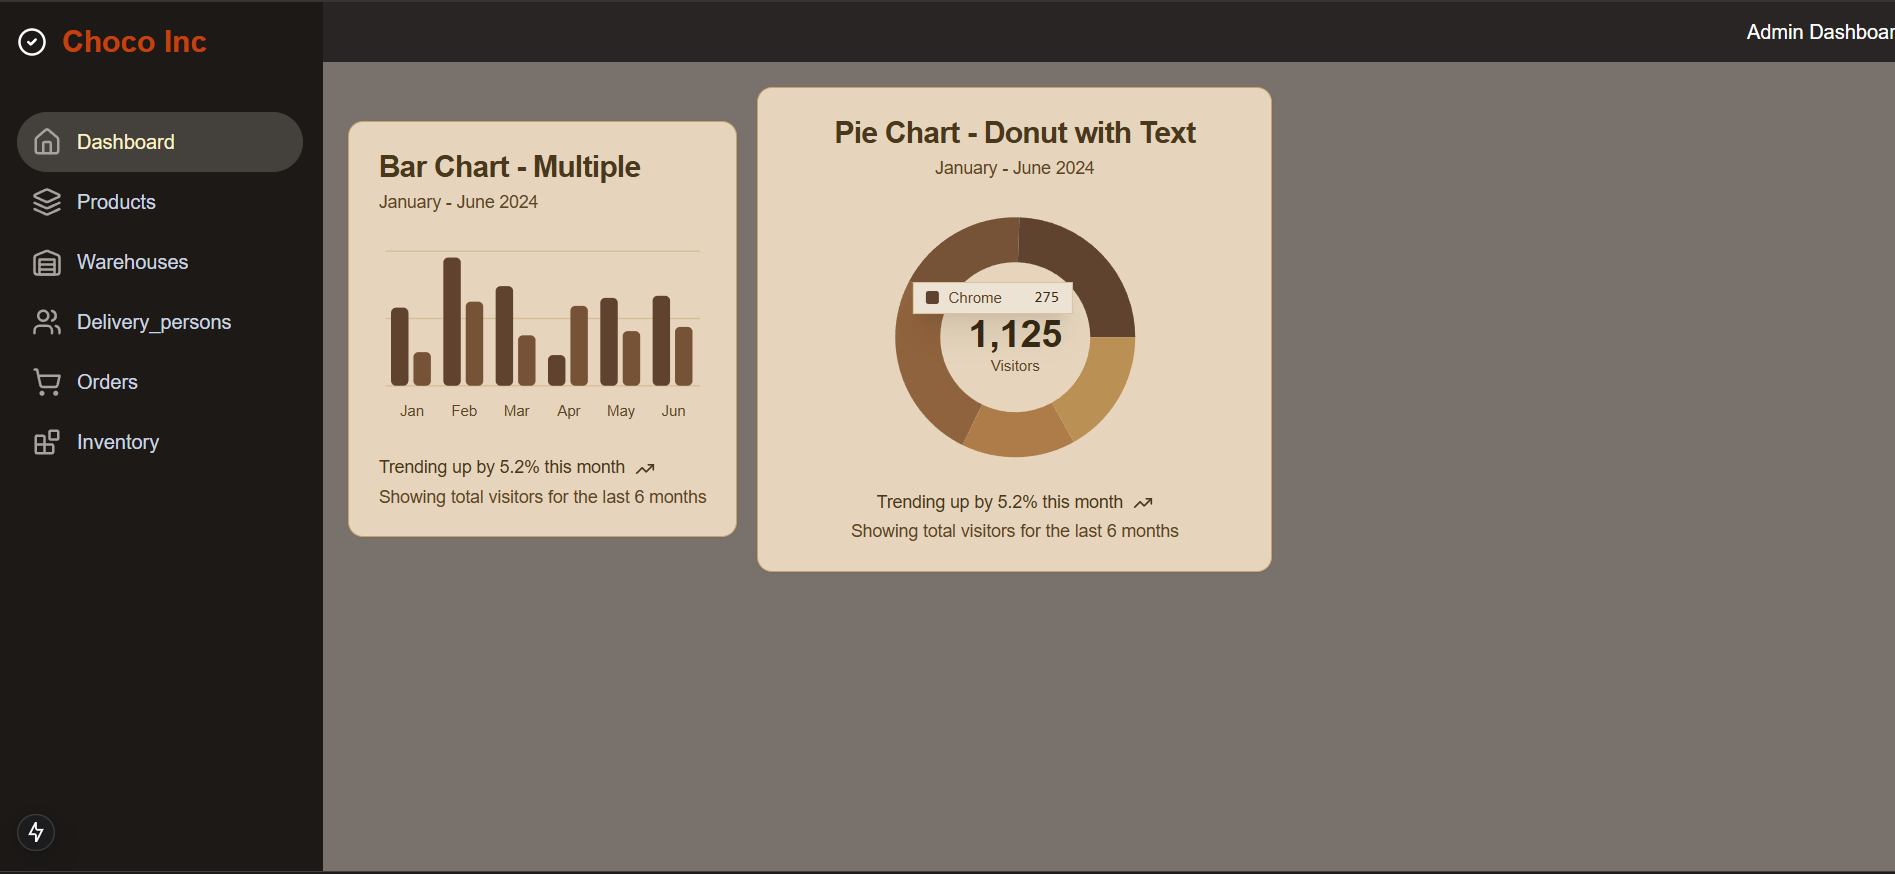 Choco Inc
Admin Dashboar
Dashboard
Products
Warehouses
Delivery_persons
Orders
Inventory
Bar Chart - Multiple
January - June 2024
Jan Feb Mar Apr May Jun
Trending up by 5.2% this month
Showing total visitors for the last 6 months
Pie Chart - Donut with Text
January - June 2024
Chrome 275
1,125
Visitors
Trending up by 5.2% this month
Showing total visitors for the last 6 months